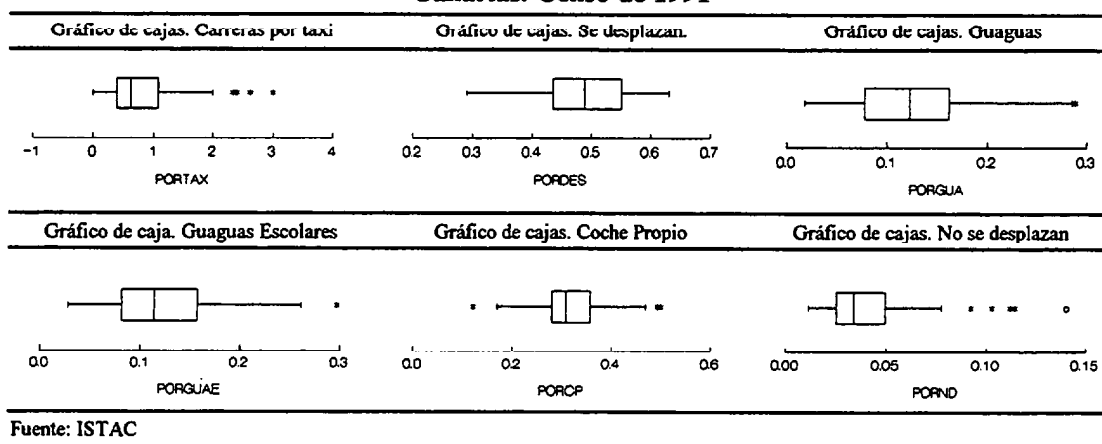 Gráfico de cajas. Carreras por taxi Gráfico de cajas. Se desplazan. Gráfico de cajas. Guaguas
-1 0 1 2 3 4
PORTAX
0.2 0.3 0.4 0.5 0.6 0.7
PORDES
0.0 0.1 0.2 0.3
PORGUA
Gráfico de caja. Guaguas Escolares Gráfico de cajas. Coche Propio Gráfico de cajas. No se desplazan
0.0 0.1 0.2 0.3
PORGUAE
0.0 0.2 0.4 0.6
PORCP
0.00 0.05 0.10 0.15
PORND
Fuente: ISTAC